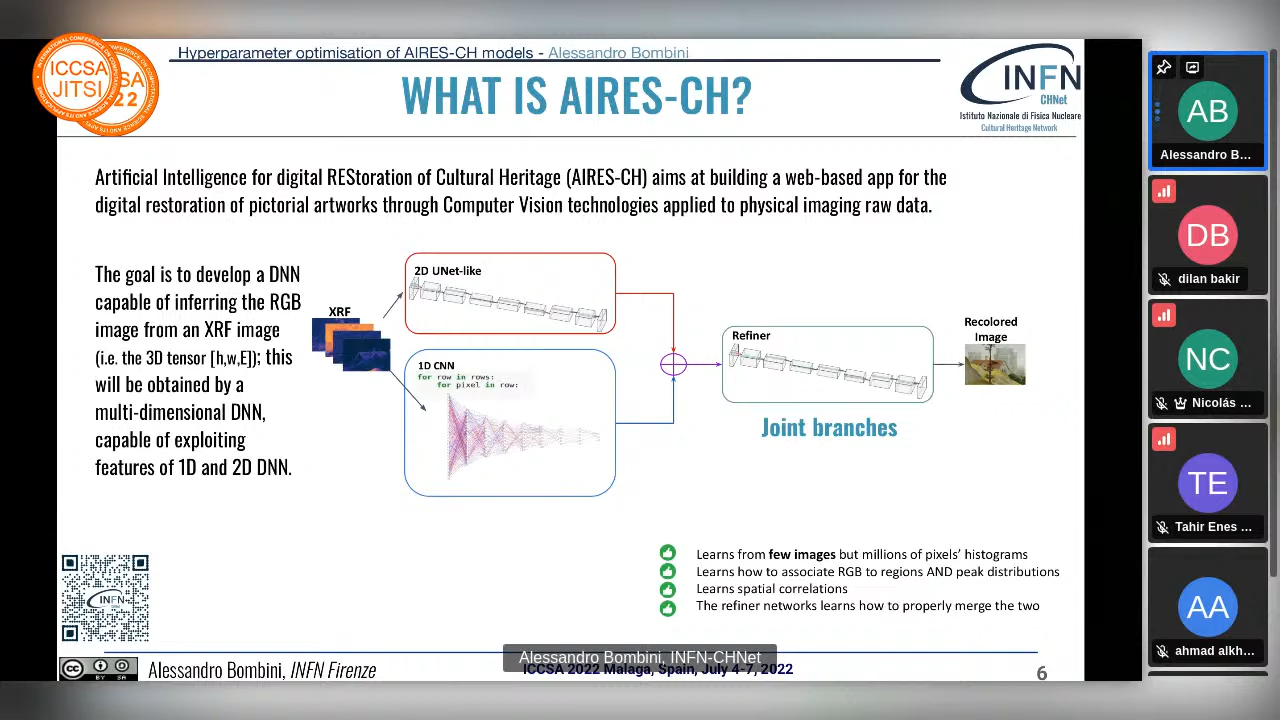 Hyperparameter optimisation of AIRES-CH models - Alessandro Bombini
ICCSA
JITSI
22
WHAT IS AIRES-CH?
INFN
CHNet
Istituto Nazionale di Fisica Nucleare
Cultural Heritage Network
Artificial Intelligence for digital REStoration of Cultural Heritage (AIRES-CH) aims at building a web-based app for the
digital restoration of pictorial artworks through Computer Vision technologies applied to physical imaging raw data.
The goal is to develop a DNN
capable of inferring the RGB
image from an XRF image
(i.e. the 3D tensor [h,w,E]); this
will be obtained by a
multi-dimensional DNN,
capable of exploiting
features of 1D and 2D DNN.
XRF
2D UNet-like
1D CNN
for row in rows:
for pixel in row:
Refiner
Recolored
Image
Joint branches
Learns from few images but millions of pixels' histograms
Learns how to associate RGB to regions AND peak distributions
Learns spatial correlations
The refiner networks learns how to properly merge the two
INFN
CC BY SA
Alessandro Bombini, INFN Firenze
Alessandro Bombini, INFN-CHNet
ICCSA 2022 Malaga, Spain, July 4-7, 2022
6
AB
Alessandro B...
DB
dilan bakir
NC
Nicolás ...
TE
Tahir Enes ...
AA
ahmad alkh...